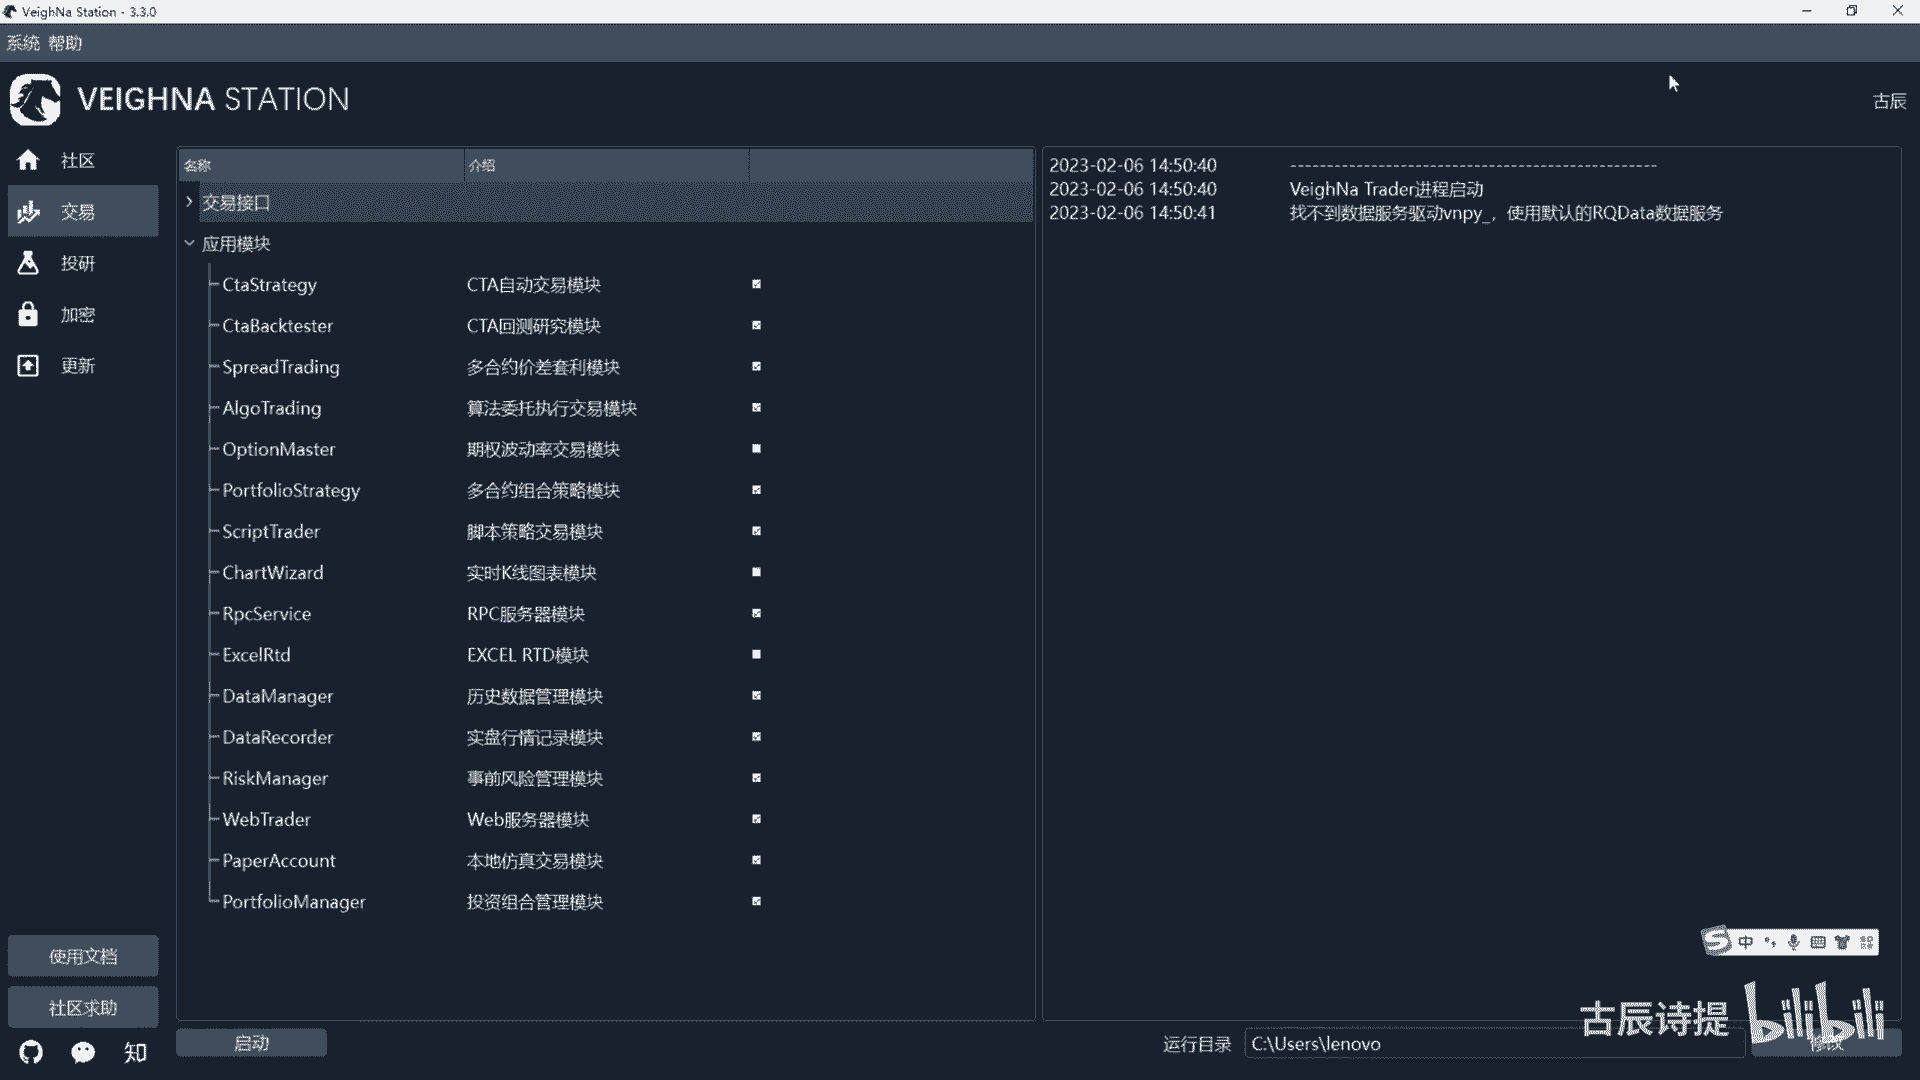 VeighNa Station - 3.3.0
系统 帮助
VEIGHNA STATION
古辰
社区
交易
投研
加密
更新
使用文档
社区求助
知
名称 介绍
交易接口
应用模块
CtaStrategy CTA自动交易模块
CtaBacktester CTA回测研究模块
SpreadTrading 多合约价差套利模块
AlgoTrading 算法委托执行交易模块
OptionMaster 期权波动率交易模块
PortfolioStrategy 多合约组合策略模块
ScriptTrader 脚本策略交易模块
ChartWizard 实时K线图表模块
RpcService RPC服务器模块
ExcelRtd EXCEL RTD模块
DataManager 历史数据管理模块
DataRecorder 实盘行情记录模块
RiskManager 事前风险管理模块
WebTrader Web服务器模块
PaperAccount 本地仿真交易模块
PortfolioManager 投资组合管理模块
启动
2023-02-06 14:50:40 --------------------------------------------------
2023-02-06 14:50:40 VeighNa Trader进程启动
2023-02-06 14:50:41 找不到数据服务驱动vnpy_，使用默认的RQData数据服务
中
古辰诗提 bilibili
运行目录 C:\Users\lenovo 修改